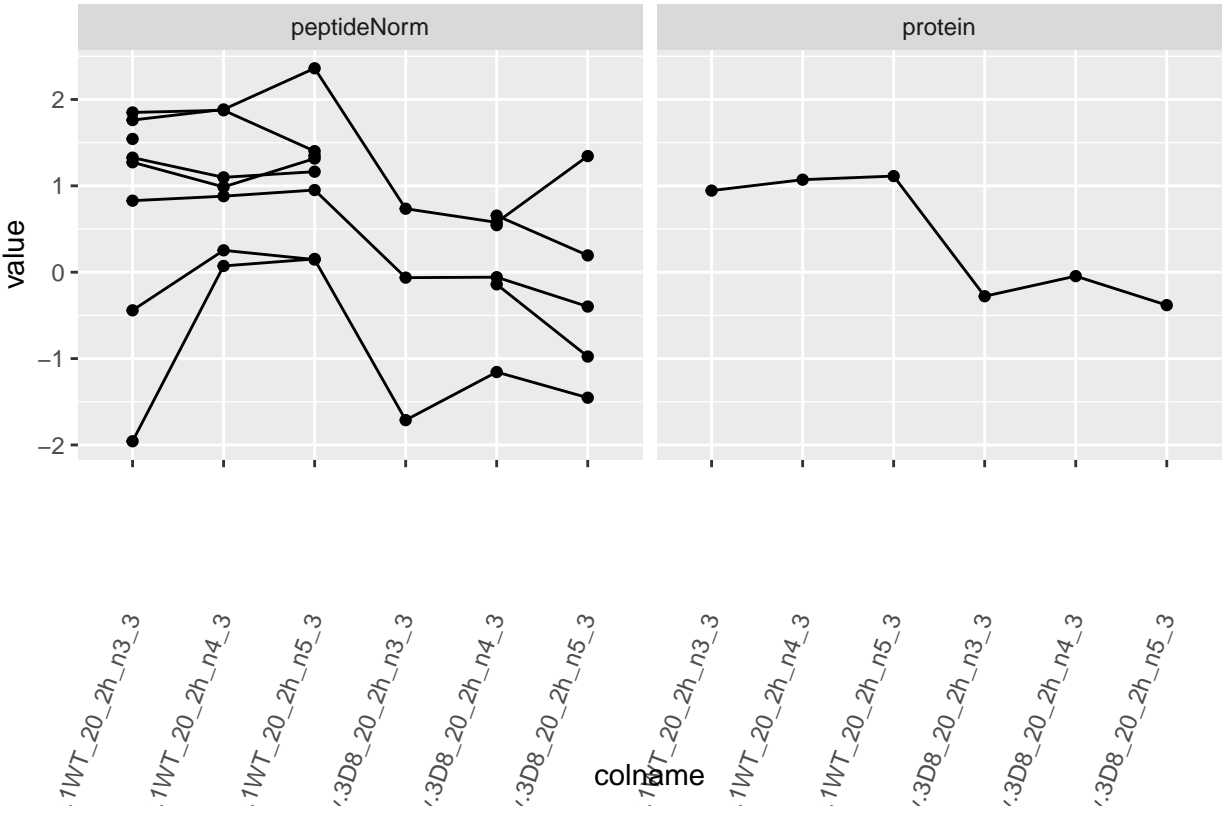 peptideNorm
protein
value
2
1
0
−1
−2
.1WT_20_2h_n3_3
.1WT_20_2h_n4_3
.1WT_20_2h_n5_3
.3D8_20_2h_n3_3
.3D8_20_2h_n4_3
.3D8_20_2h_n5_3
.1WT_20_2h_n3_3
.1WT_20_2h_n4_3
.1WT_20_2h_n5_3
.3D8_20_2h_n3_3
.3D8_20_2h_n4_3
.3D8_20_2h_n5_3
colname